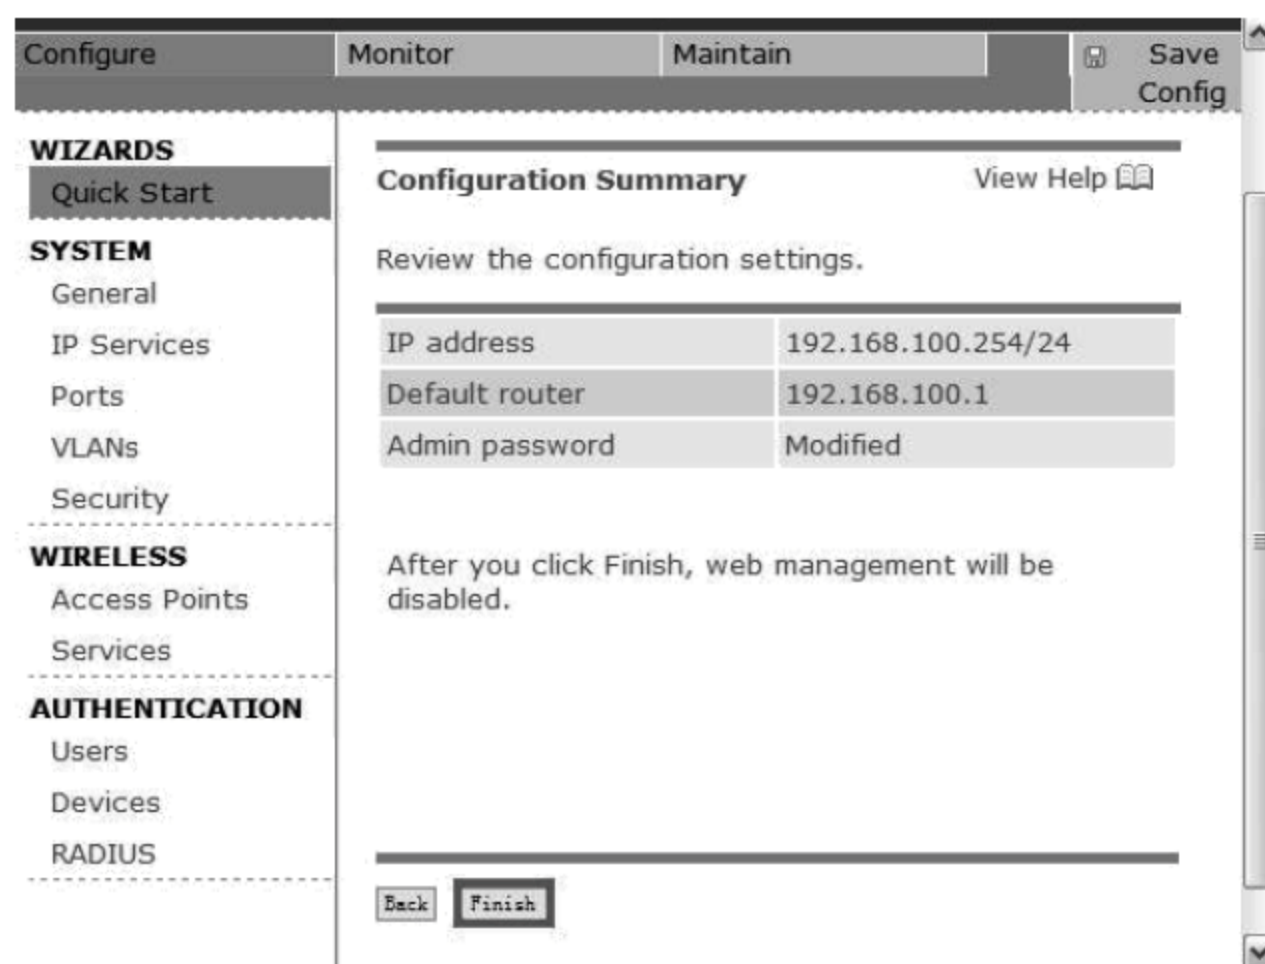 Configure Monitor Maintain Save
Config
WIZARDS
Quick Start
SYSTEM
General
IP Services
Ports
VLANs
Security
WIRELESS
Access Points
Services
AUTHENTICATION
Users
Devices
RADIUS
Configuration Summary View Help
Review the configuration settings.
IP address 192.168.100.254/24
Default router 192.168.100.1
Admin password Modified
After you click Finish, web management will be
disabled.
Back Finish